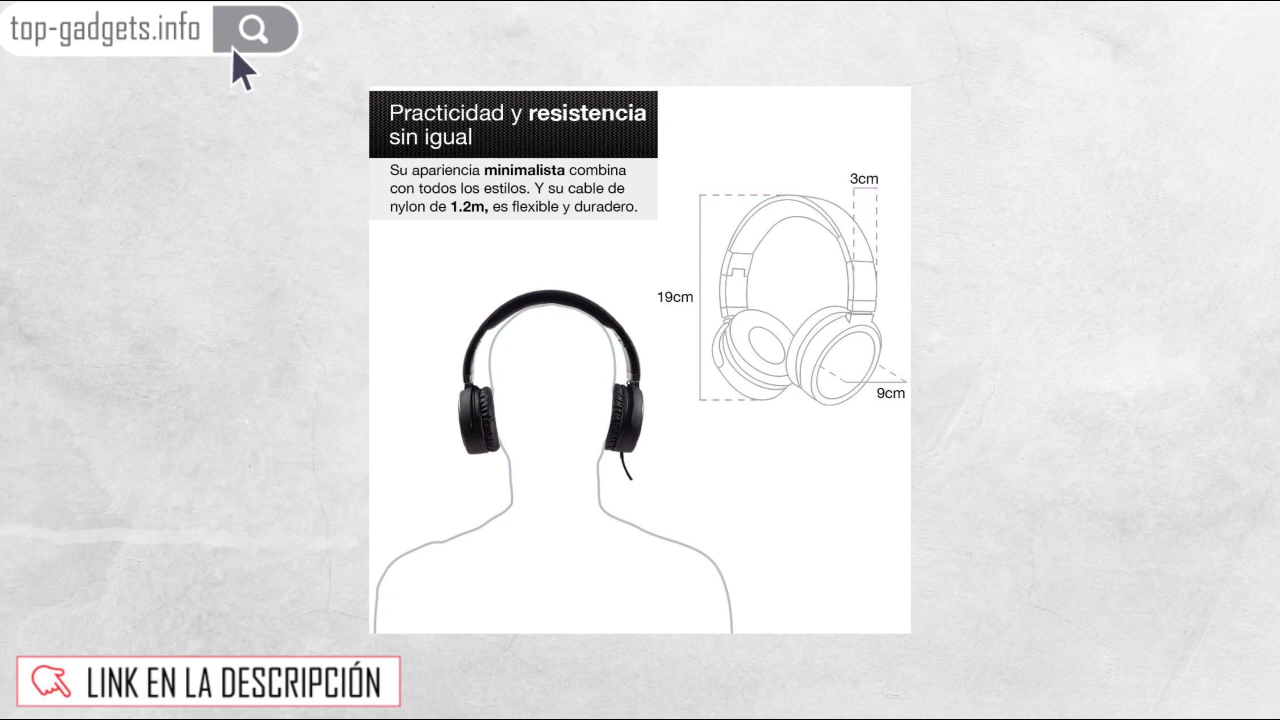 top-gadgets.info
Practicidad y resistencia
sin igual
Su apariencia minimalista combina
con todos los estilos. Y su cable de
nylon de 1.2m, es flexible y duradero.
3cm
19cm
9cm
LINK EN LA DESCRIPCIÓN